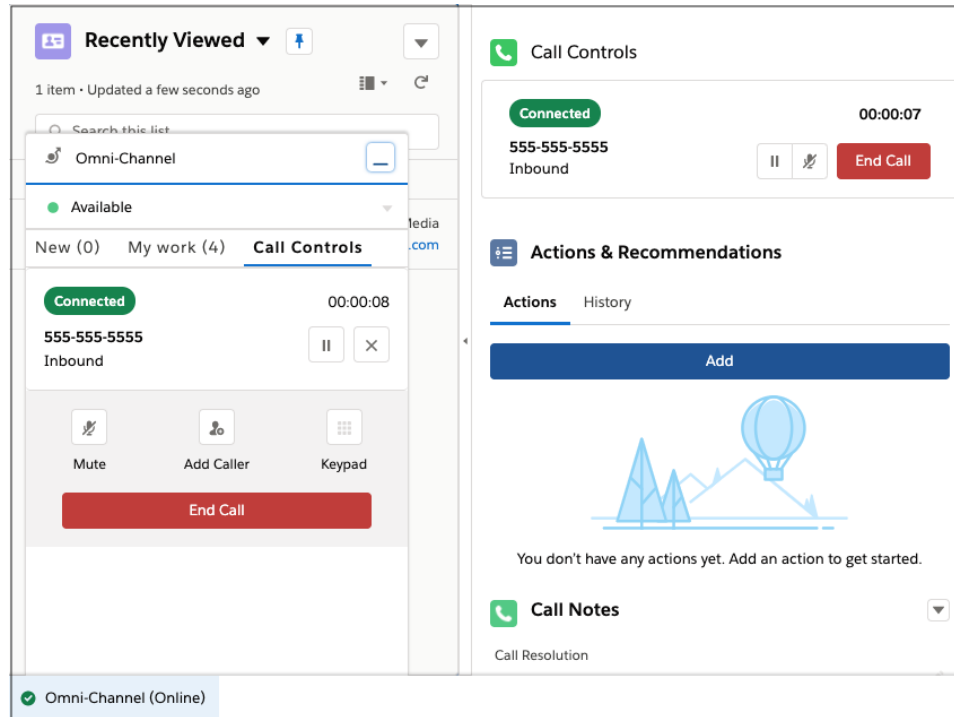 Recently Viewed
1 item • Updated a few seconds ago
Search this list
Omni-Channel
Available
Media
.com
New (0) My work (4) Call Controls
Connected 00:00:08
555-555-5555
Inbound
Mute Add Caller Keypad
End Call
Omni-Channel (Online)
Call Controls
Connected 00:00:07
555-555-5555
Inbound
End Call
Actions & Recommendations
Actions History
Add
You don't have any actions yet. Add an action to get started.
Call Notes
Call Resolution